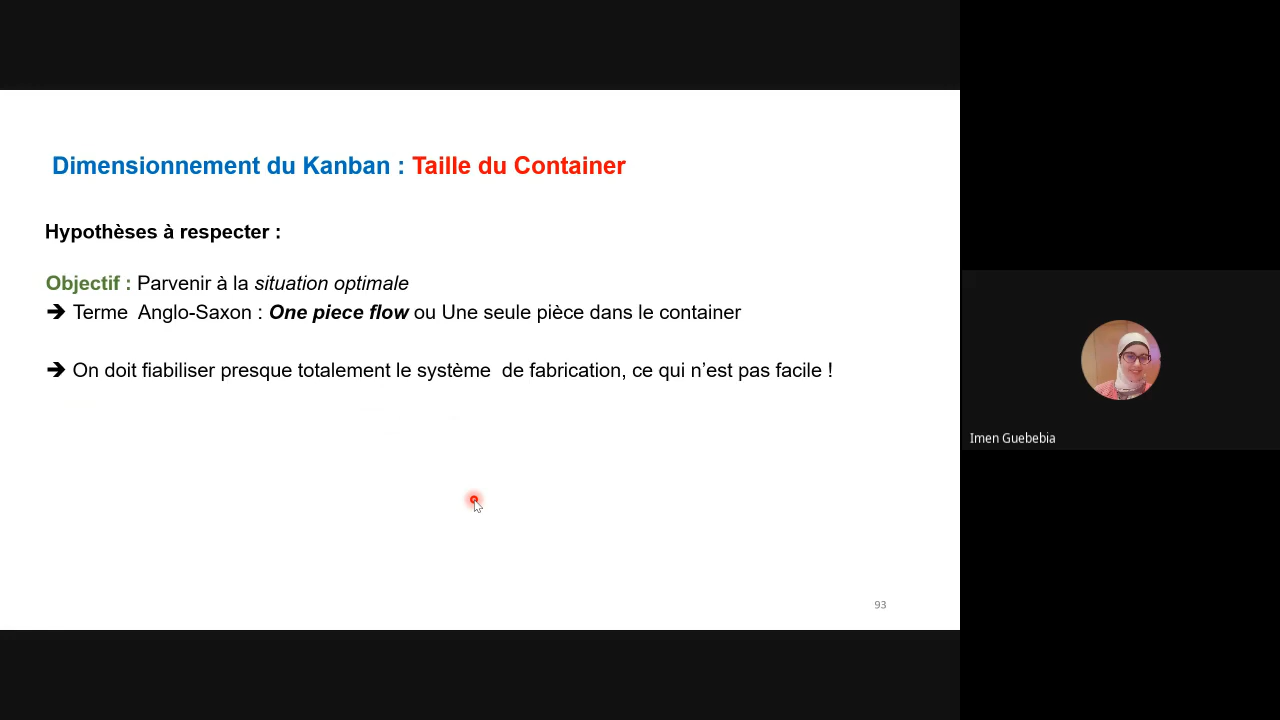 Dimensionnement du Kanban : Taille du Container
Hypothèses à respecter :
Objectif : Parvenir à la situation optimale
➔ Terme Anglo-Saxon : One piece flow ou Une seule pièce dans le container
➔ On doit fiabiliser presque totalement le système de fabrication, ce qui n’est pas facile !
Imen Guebebia
93